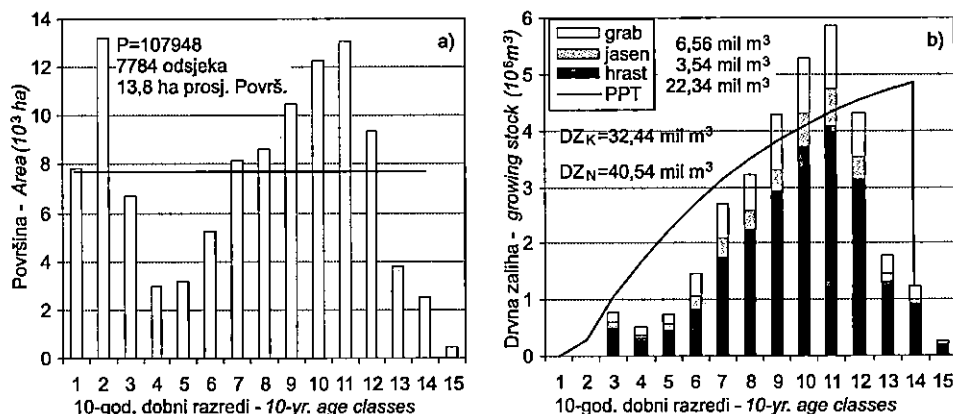 14
12
10
8
6
4
2
0
Površina - Area (10³ ha)
P=107948
7784 odsjeka
13,8 ha prosj. Površ.
a)
1 2 3 4 5 6 7 8 9 10 11 12 13 14 15
10-god. dobni razredi - 10-yr. age classes
6
5
4
3
2
1
0
Drvna zaliha - growing stock (10⁶m³)
grab
jasen
hrast
PPT
6,56 mil m³
3,54 mil m³
22,34 mil m³
b)
DZK=32,44 mil m³
DZN=40,54 mil m³
1 2 3 4 5 6 7 8 9 10 11 12 13 14 15
10-god. dobni razredi - 10-yr. age classes